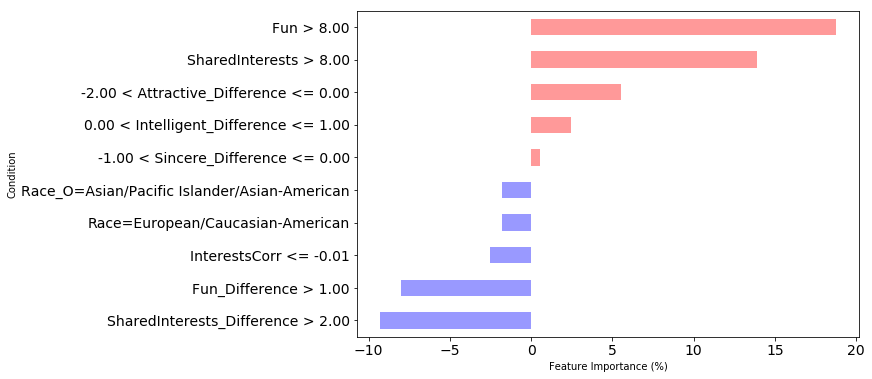 Fun > 8.00
SharedInterests > 8.00
-2.00 < Attractive_Difference <= 0.00
0.00 < Intelligent_Difference <= 1.00
-1.00 < Sincere_Difference <= 0.00
Race_O=Asian/Pacific Islander/Asian-American
Race=European/Caucasian-American
InterestsCorr <= -0.01
Fun_Difference > 1.00
SharedInterests_Difference > 2.00
Condition
−10 −5 0 5 10 15 20
Feature Importance (%)